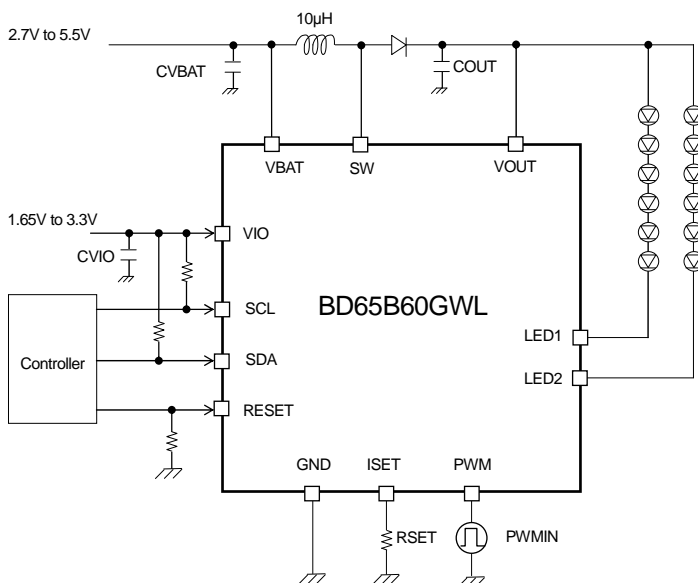 10µH
2.7V to 5.5V
CVBAT
COUT
VBAT
SW
VOUT
1.65V to 3.3V
VIO
CVIO
BD65B60GWL
SCL
LED1
Controller
SDA
LED2
RESET
GND
ISET
PWM
RSET
PWMIN